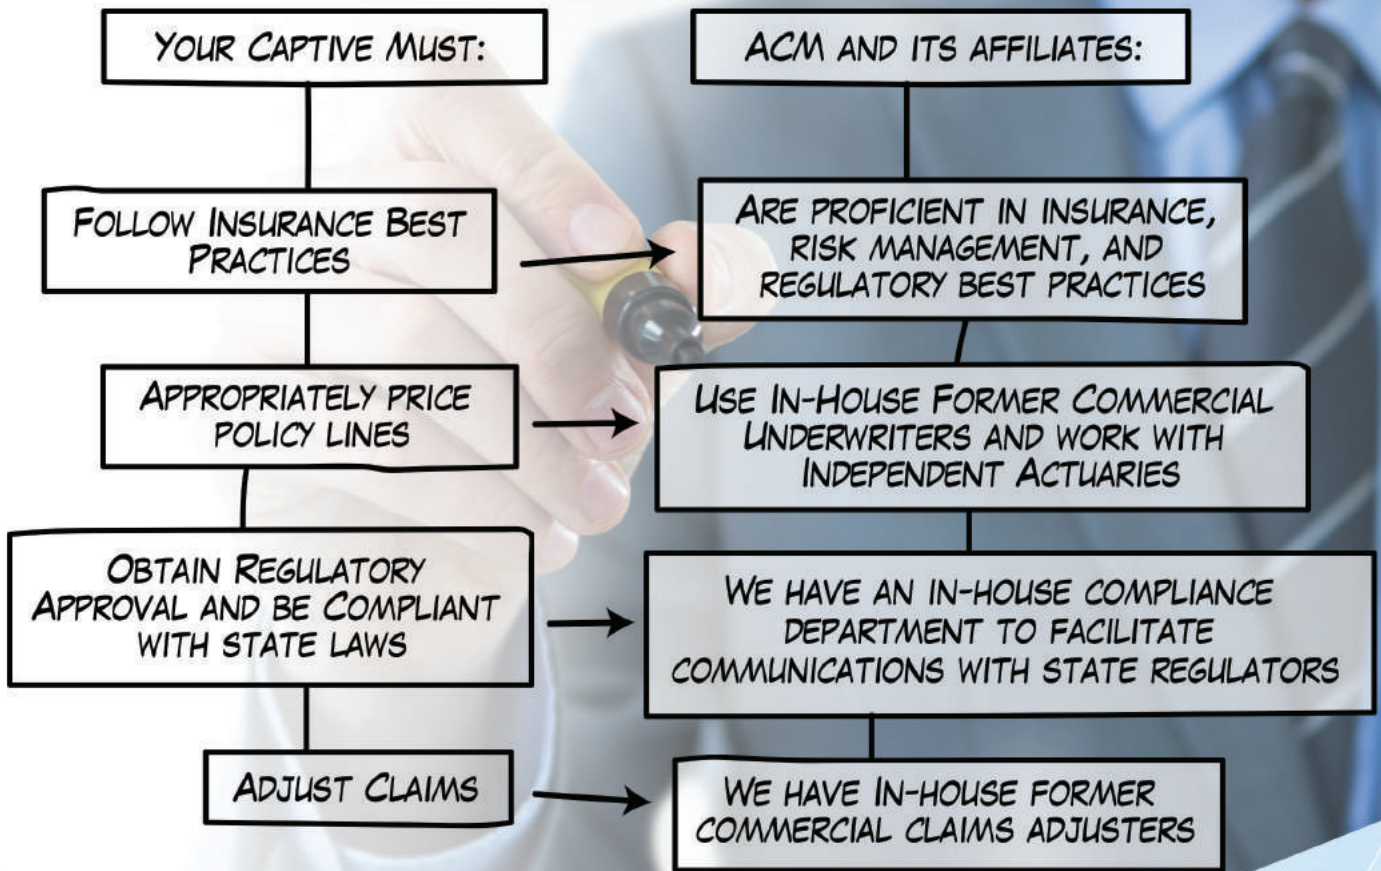 YOUR CAPTIVE MUST:
FOLLOW INSURANCE BEST
PRACTICES
APPROPRIATELY PRICE
POLICY LINES
OBTAIN REGULATORY
APPROVAL AND BE COMPLIANT
WITH STATE LAWS
ADJUST CLAIMS
ACM AND ITS AFFILIATES:
ARE PROFICIENT IN INSURANCE,
RISK MANAGEMENT, AND
REGULATORY BEST PRACTICES
USE IN-HOUSE FORMER COMMERCIAL
UNDERWRITERS AND WORK WITH
INDEPENDENT ACTUARIES
WE HAVE AN IN-HOUSE COMPLIANCE
DEPARTMENT TO FACILITATE
COMMUNICATIONS WITH STATE REGULATORS
WE HAVE IN-HOUSE FORMER
COMMERCIAL CLAIMS ADJUSTERS